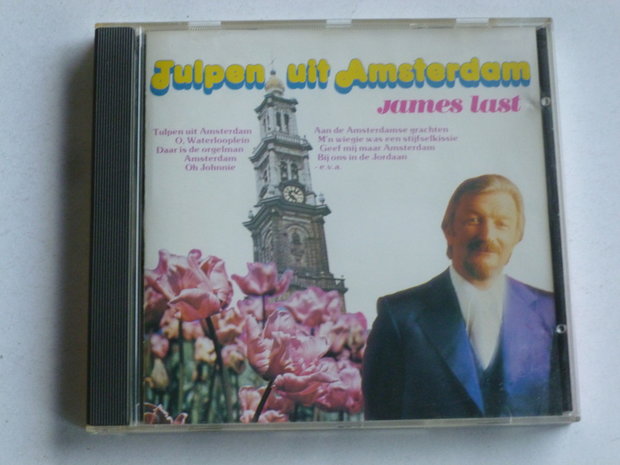 Tulpen uit Amsterdam
James Last
Tulpen uit Amsterdam
O, Waterlooplein
Daar is de orgelman
Amsterdam
Oh Johnnie
Aan de Amsterdamse grachten
M'n wiegie was een stijfselkissie
Geef mij maar Amsterdam
Bij ons in de Jordaan
- e.v.a.